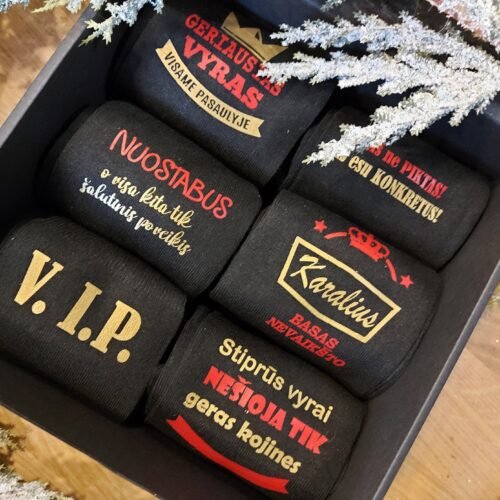 GERIAUSIAS
VYRAS
VISAME PASAULYJE
NUOSTABUS
o visa kita tik
šalutinis poveikis
ne PIKTAS!
esu KONKRETUS!
V. I.P.
Karalius
BASAS
NEVAIKŠTO
Stiprūs vyrai
NEŠIOJA TIK
geras kojines